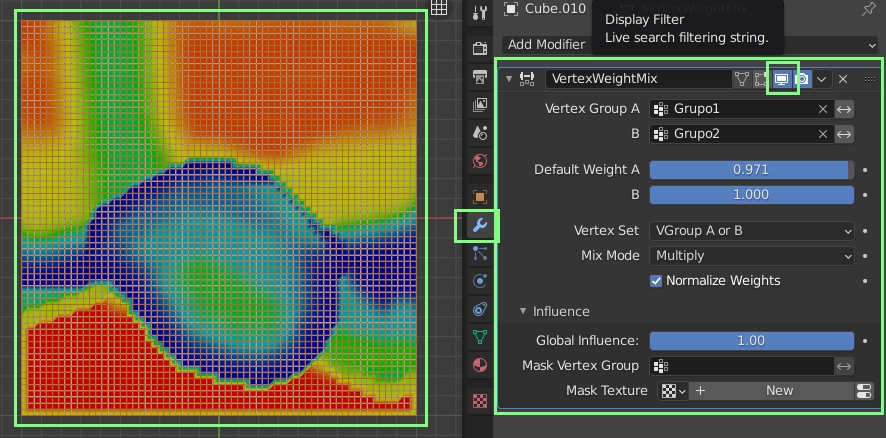 Cube.010
VertexWeightMix
Display Filter
Live search filtering string.
Add Modifier
VertexWeightMix
Vertex Group A
Grupo1
B
Grupo2
Default Weight A
0.971
B
1.000
Vertex Set
VGroup A or B
Mix Mode
Multiply
Normalize Weights
Influence
Global Influence:
1.00
Mask Vertex Group
Mask Texture
New